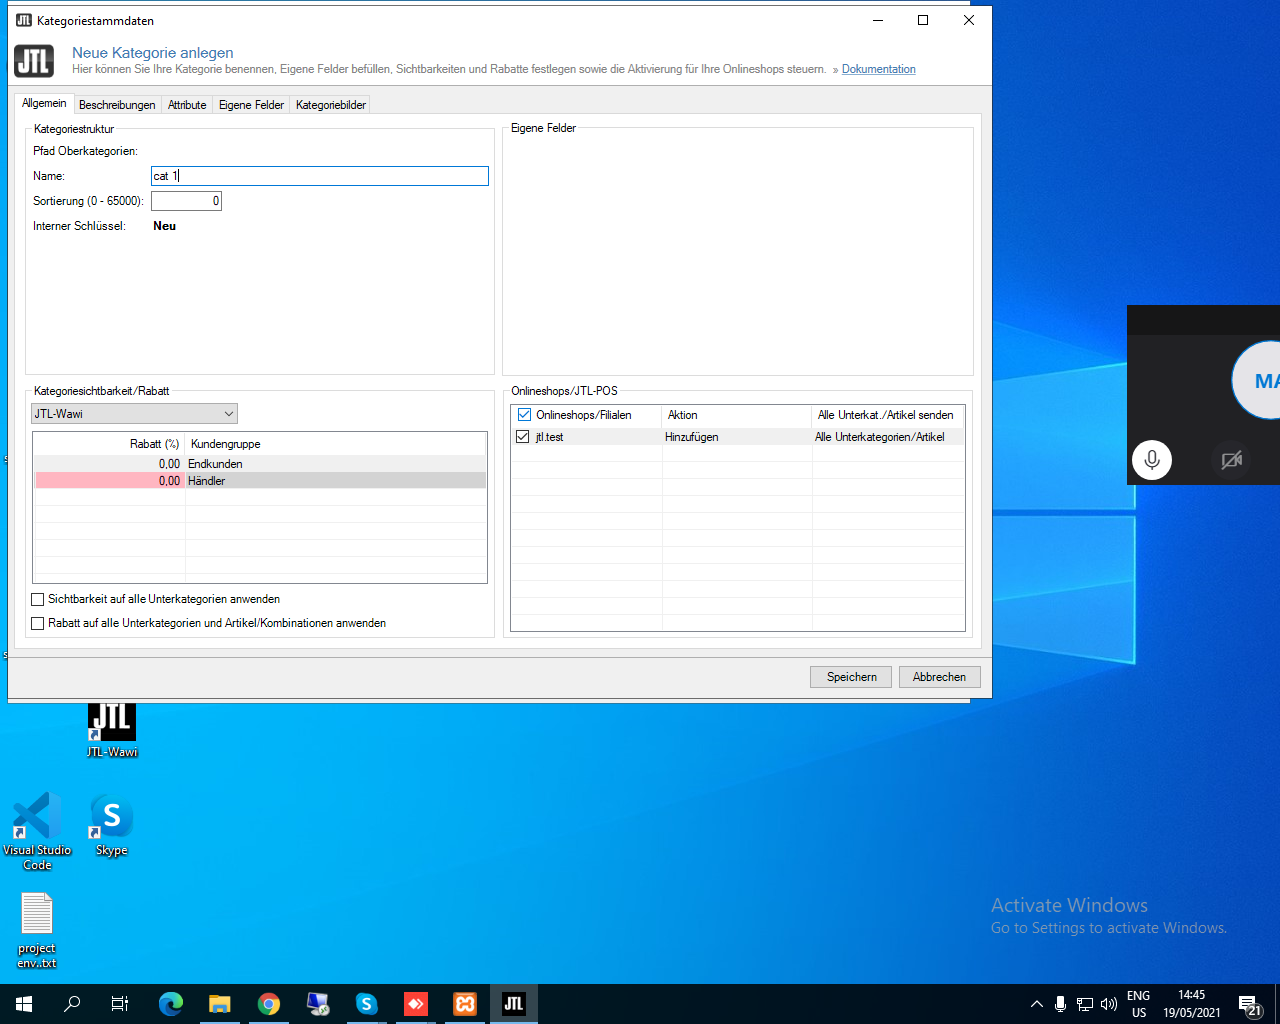 JTL Kategoriestammdaten
JTL
Neue Kategorie anlegen
Hier können Sie Ihre Kategorie benennen, Eigene Felder befüllen, Sichtbarkeiten und Rabatte festlegen sowie die Aktivierung für Ihre Onlineshops steuern. » Dokumentation
Allgemein Beschreibungen Attribute Eigene Felder Kategoriebilder
Kategoriestruktur
Pfad Oberkategorien:
Name: cat 1
Sortierung (0 - 65000): 0
Interner Schlüssel: Neu
Eigene Felder
Kategoriesichtbarkeit/Rabatt
JTL-Wawi
Rabatt (%) Kundengruppe
0,00 Endkunden
0,00 Händler
Sichtbarkeit auf alle Unterkategorien anwenden
Rabatt auf alle Unterkategorien und Artikel/Kombinationen anwenden
Onlineshops/JTL-POS
Onlineshops/Filialen Aktion Alle Unterkat./Artikel senden
jtl.test Hinzufügen Alle Unterkategorien/Artikel
Speichern Abbrechen
MA
JTL
JTL-Wawi
Visual Studio
Code
S
Skype
project
env..txt
Activate Windows
Go to Settings to activate Windows.
S
JTL
ENG
US
14:45
19/05/2021
21